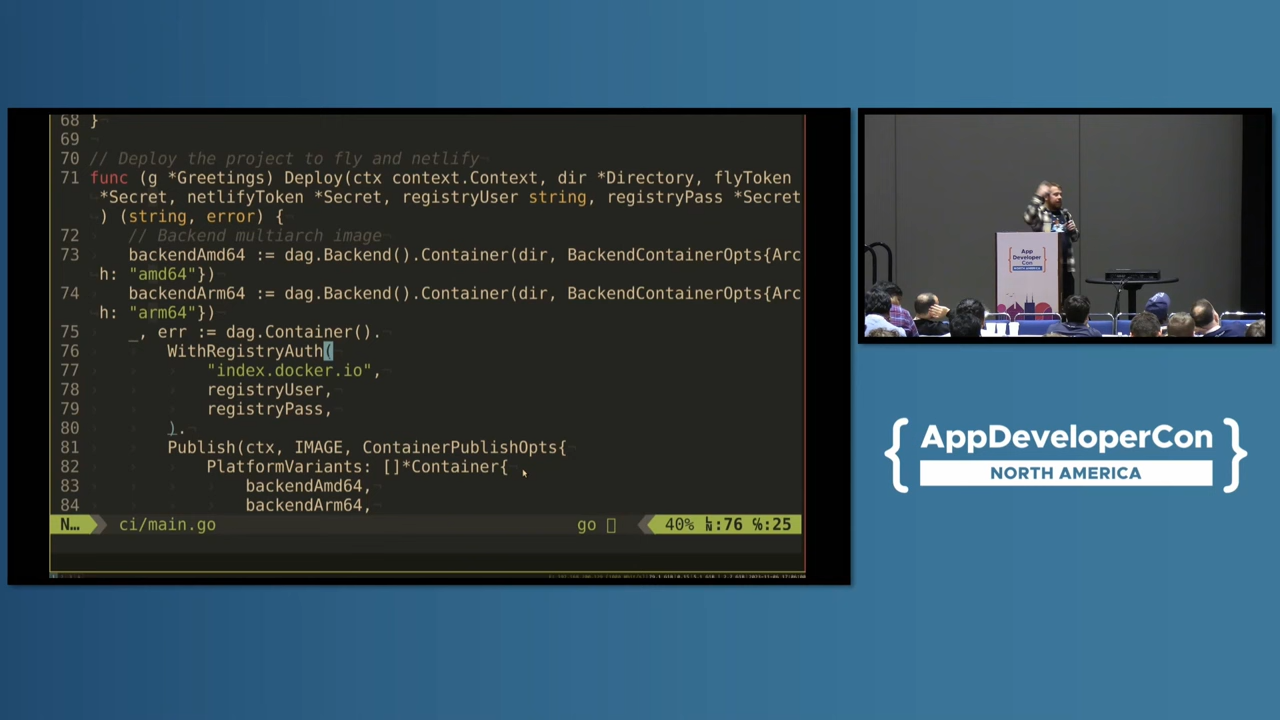 68 }
69
70 // Deploy the project to fly and netlify
71 func (g *Greetings) Deploy(ctx context.Context, dir *Directory, flyToken
*Secret, netlifyToken *Secret, registryUser string, registryPass *Secret
) (string, error) {
72 // Backend multiarch image
73 backendAmd64 := dag.Backend().Container(dir, BackendContainerOpts{Arc
h: "amd64"})
74 backendArm64 := dag.Backend().Container(dir, BackendContainerOpts{Arc
h: "arm64"})
75 _, err := dag.Container().
76 WithRegistryAuth(
77 "index.docker.io",
78 registryUser,
79 registryPass,
80 ).
81 Publish(ctx, IMAGE, ContainerPublishOpts{
82 PlatformVariants: []*Container{
83 backendAmd64,
84 backendArm64,
N... ci/main.go go 40% :76 :25
App
Developer
Con
NORTH AMERICA
{ AppDeveloperCon }
NORTH AMERICA